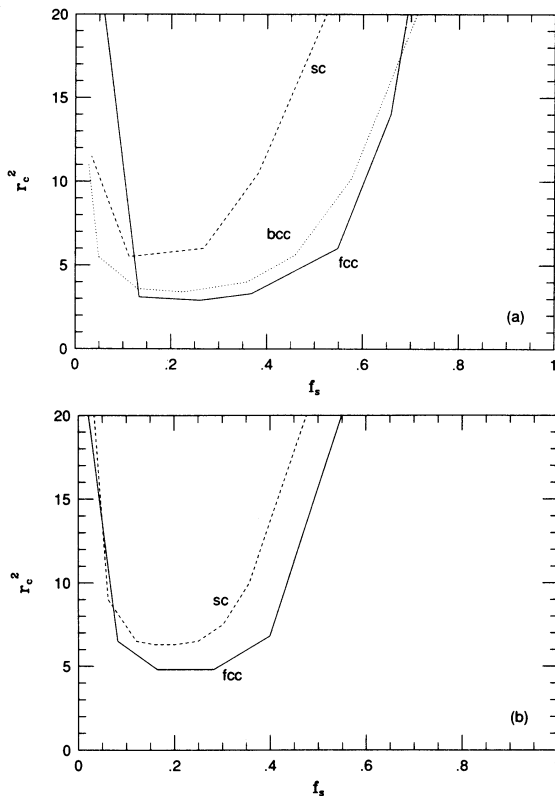 20
15
10
5
0
r_c^2
sc
bcc
fcc
(a)
0 .2 .4 .6 .8 1
f_s
20
15
10
5
0
r_c^2
sc
fcc
(b)
0 .2 .4 .6 .8
f_s